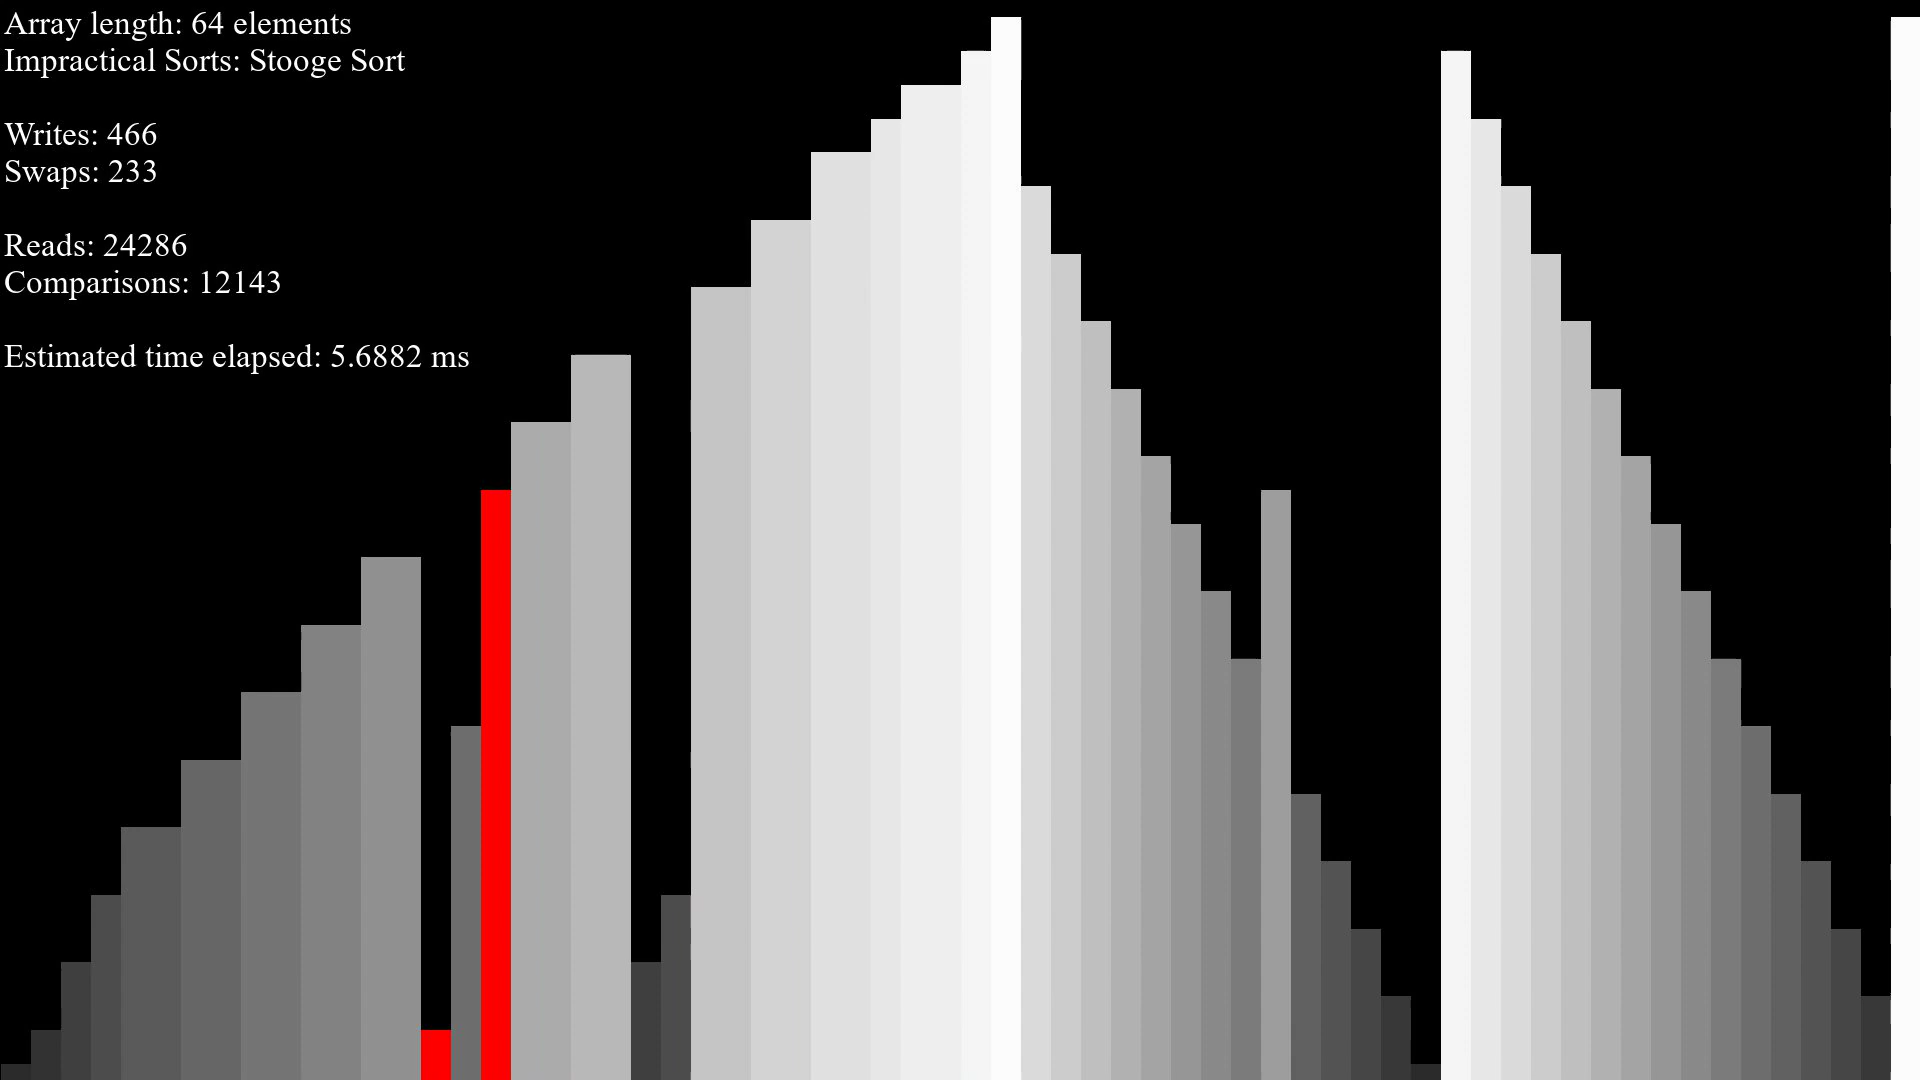 Array length: 64 elements
Impractical Sorts: Stooge Sort
Writes: 466
Swaps: 233
Reads: 24286
Comparisons: 12143
Estimated time elapsed: 5.6882 ms